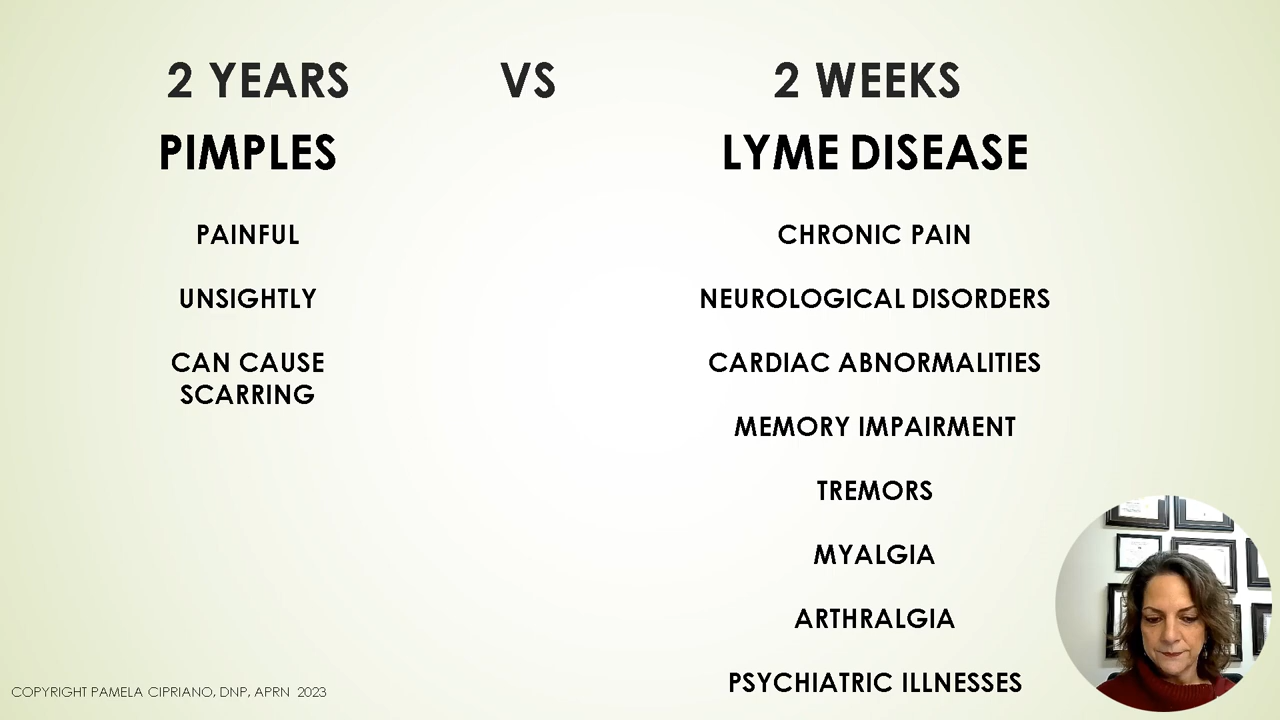 2 YEARS VS 2 WEEKS
PIMPLES LYME DISEASE
PAINFUL CHRONIC PAIN
UNSIGHTLY NEUROLOGICAL DISORDERS
CAN CAUSE CARDIAC ABNORMALITIES
SCARRING
MEMORY IMPAIRMENT
TREMORS
MYALGIA
ARTHRALGIA
PSYCHIATRIC ILLNESSES
COPYRIGHT PAMELA CIPRIANO, DNP, APRN 2023